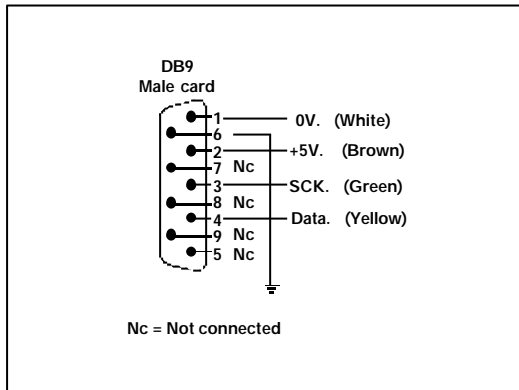 DB9
Male card
1 0V. (White)
6
2 +5V. (Brown)
7 Nc
3 SCK. (Green)
8 Nc
4 Data. (Yellow)
9 Nc
5 Nc
Nc = Not connected